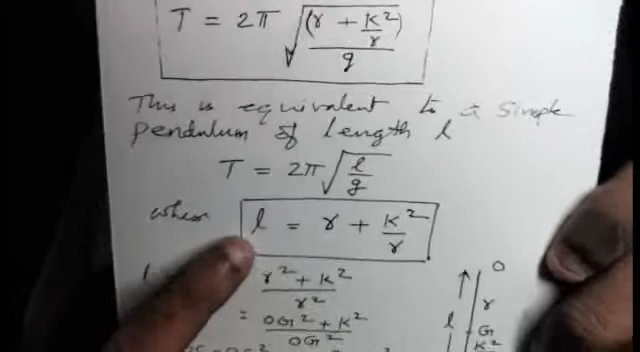 T = 2π √((r + K²/r)/g)
This is equivalent to a simple
pendulum of length l
T = 2π √(l/g)
where l = r + K²/r
(r² + K²)/r²
= (OG² + K²)/OG²
O
r
l
G
K²